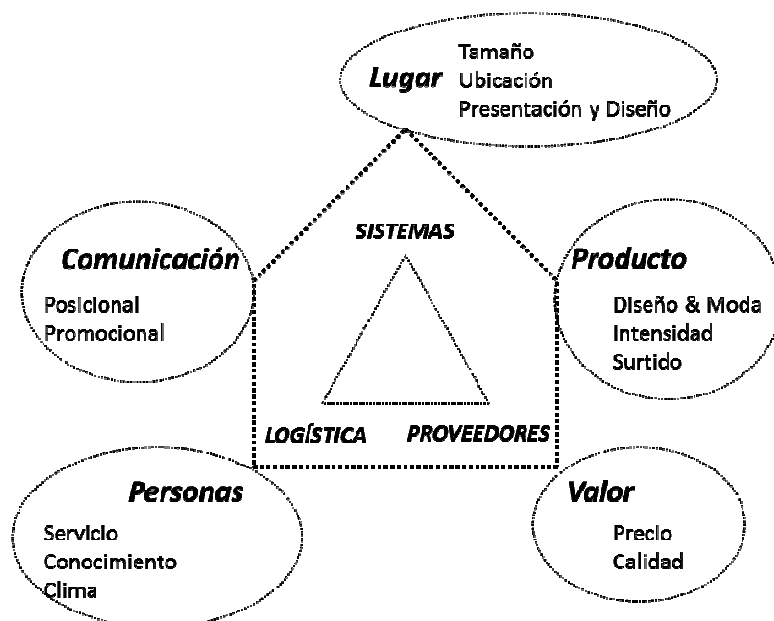 Lugar
Tamaño
Ubicación
Presentación y Diseño
SISTEMAS
Comunicación
Posicional
Promocional
Producto
Diseño & Moda
Intensidad
Surtido
LOGÍSTICA
PROVEEDORES
Personas
Servicio
Conocimiento
Clima
Valor
Precio
Calidad